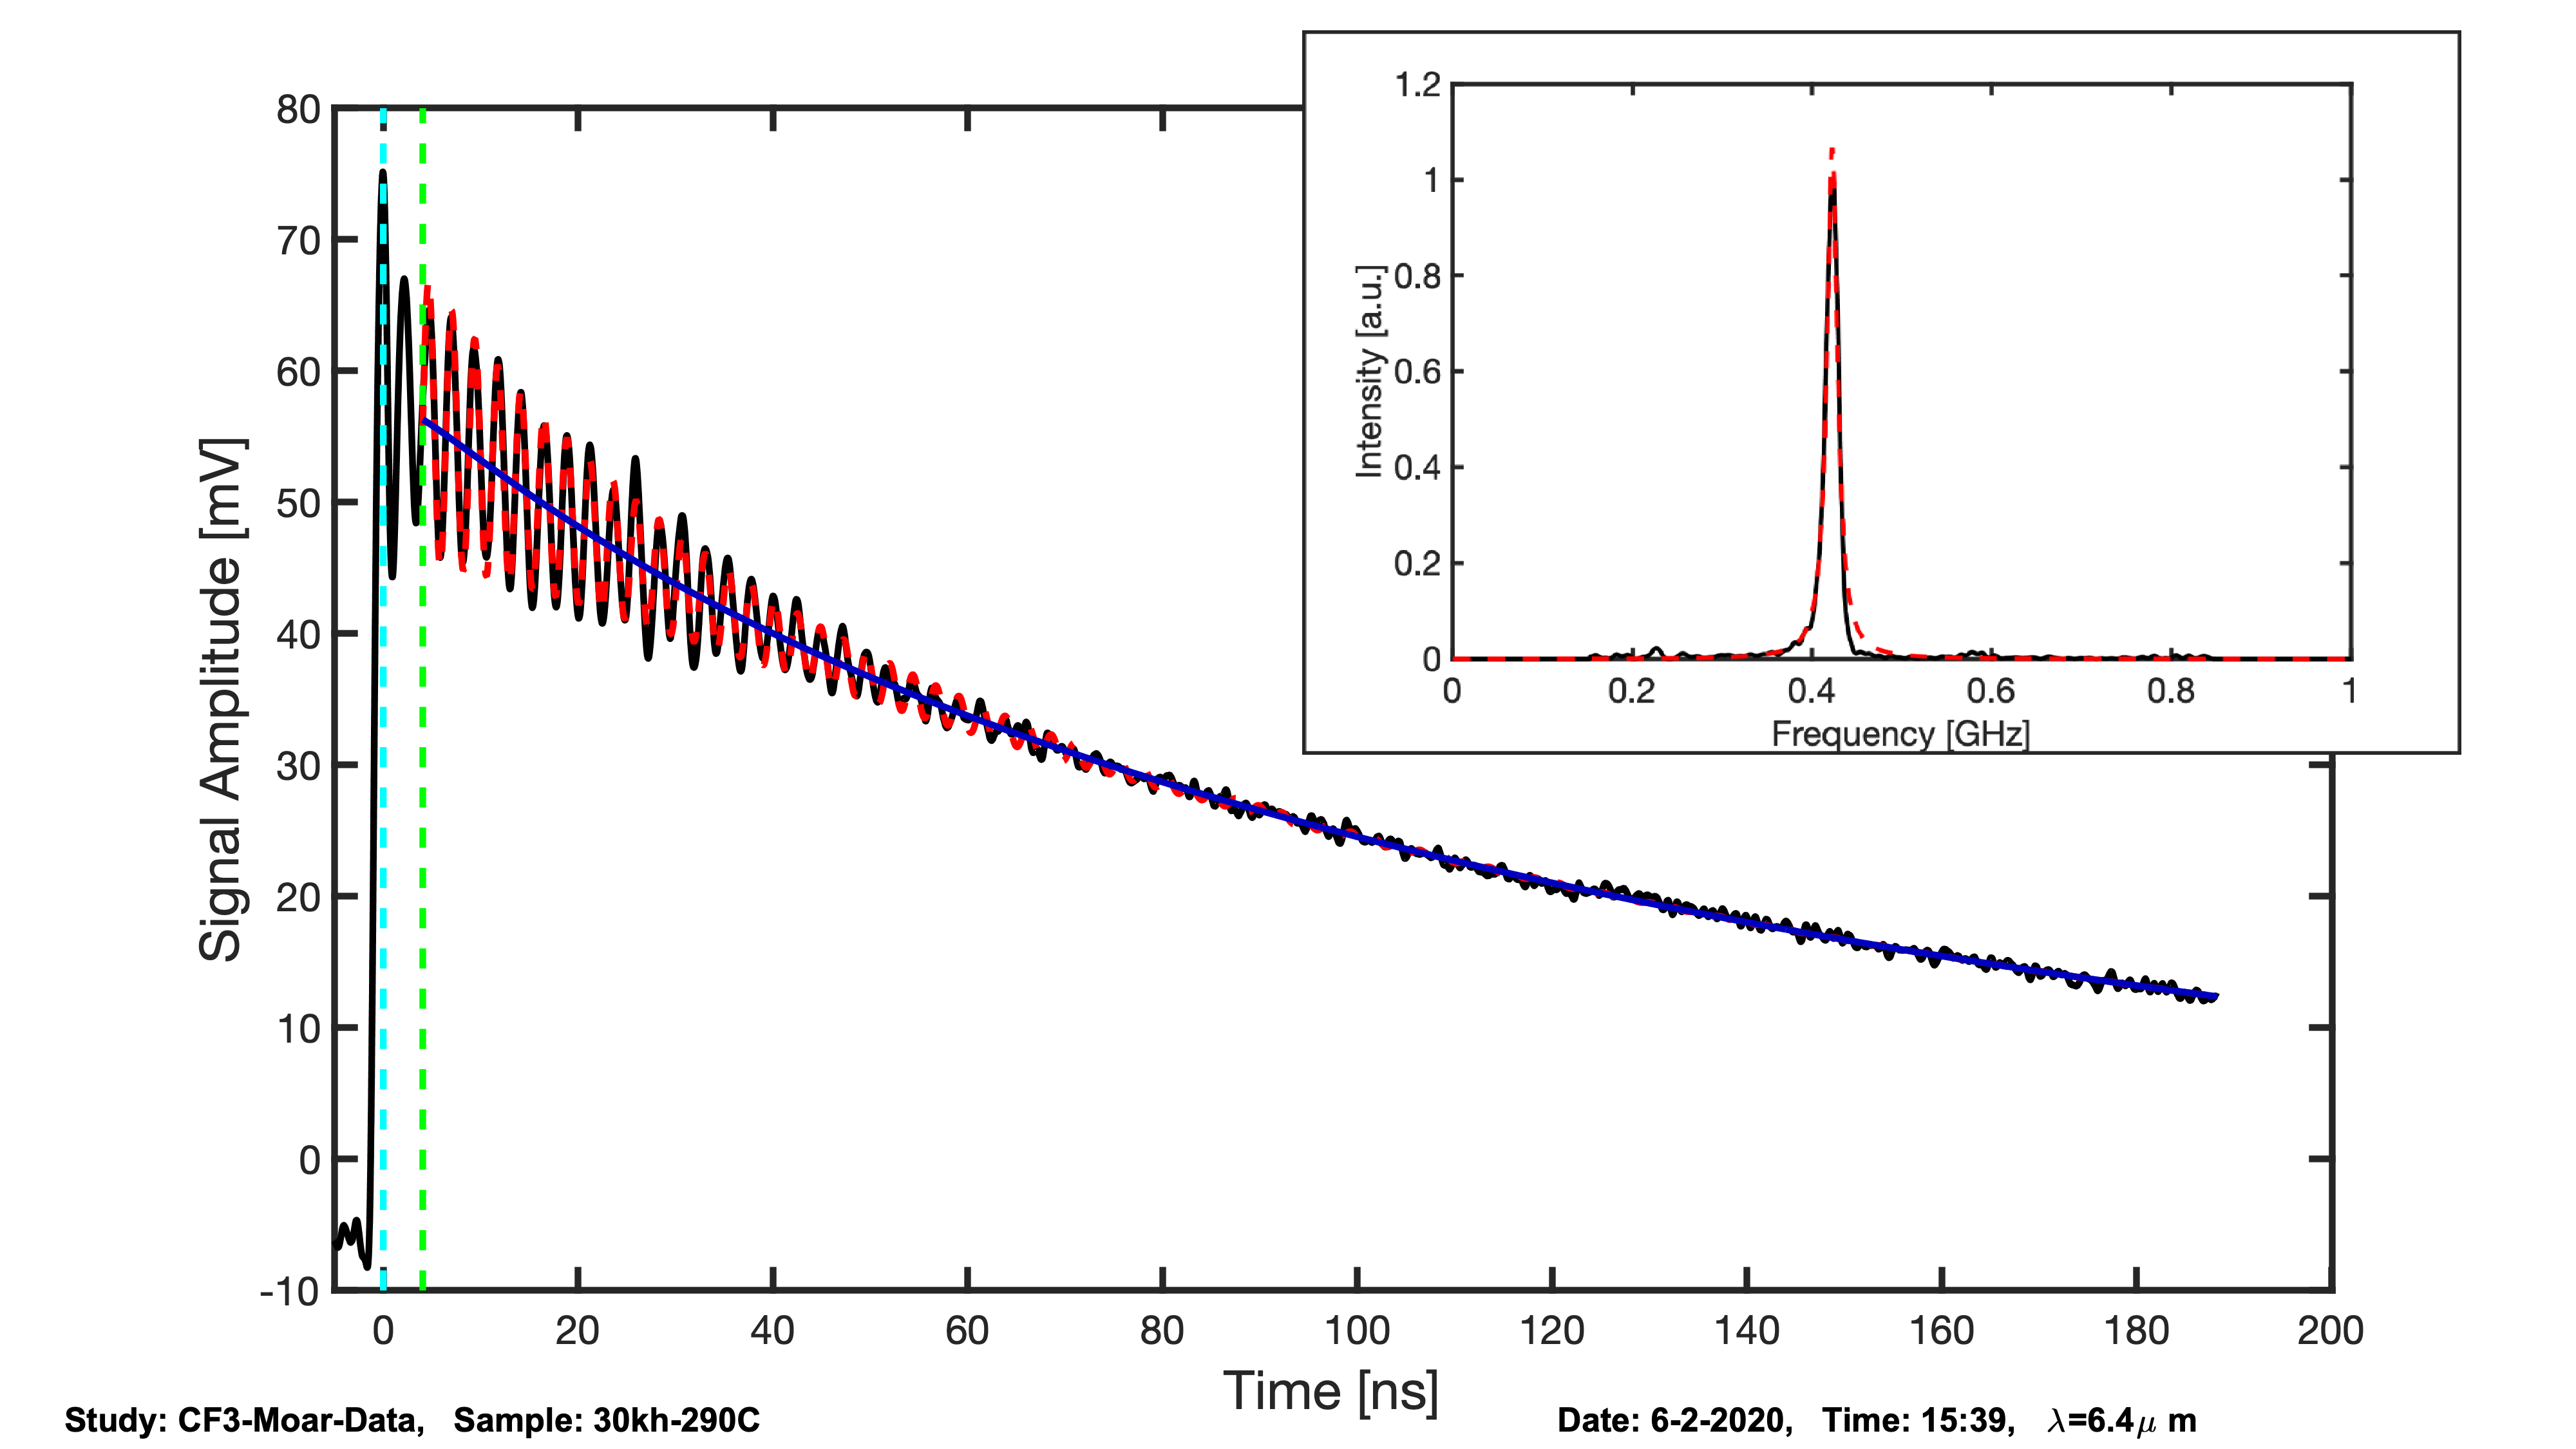 1.2
1
0.8
0.6
0.4
0.2
0
Intensity [a.u.]
0 0.2 0.4 0.6 0.8 1
Frequency [GHz]
80
70
60
50
40
30
20
10
0
-10
Signal Amplitude [mV]
0 20 40 60 80 100 120 140 160 180 200
Time [ns]
Study: CF3-Moar-Data, Sample: 30kh-290C
Date: 6-2-2020, Time: 15:39, λ=6.4μ m